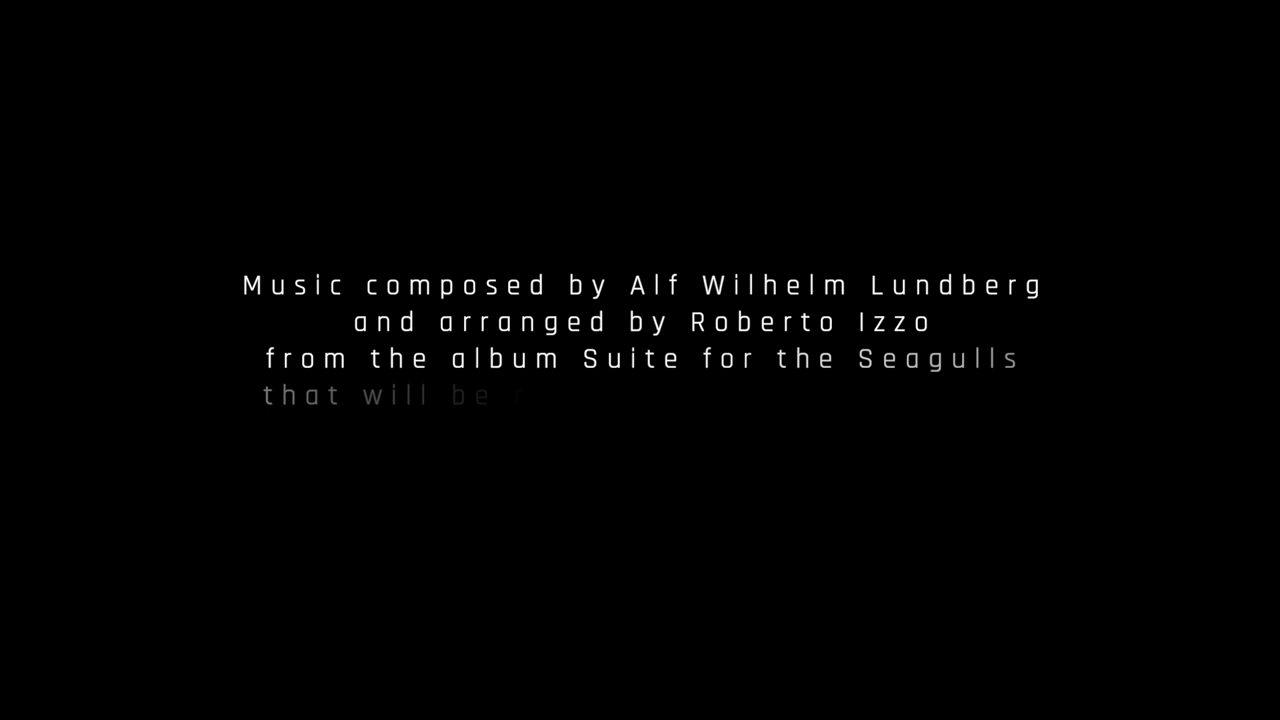 Music composed by Alf Wilhelm Lundberg
and arranged by Roberto Izzo
from the album Suite for the Seagulls
that will be